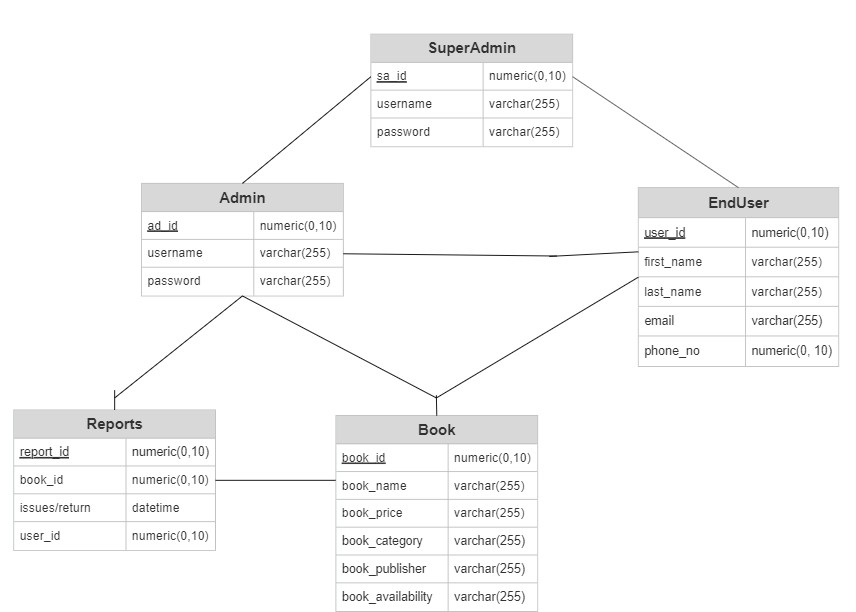 SuperAdmin
sa_id numeric(0,10)
username varchar(255)
password varchar(255)
Admin
ad_id numeric(0,10)
username varchar(255)
password varchar(255)
EndUser
user_id numeric(0,10)
first_name varchar(255)
last_name varchar(255)
email varchar(255)
phone_no numeric(0, 10)
Reports
report_id numeric(0,10)
book_id numeric(0,10)
issues/return datetime
user_id numeric(0,10)
Book
book_id numeric(0,10)
book_name varchar(255)
book_price varchar(255)
book_category varchar(255)
book_publisher varchar(255)
book_availability varchar(255)